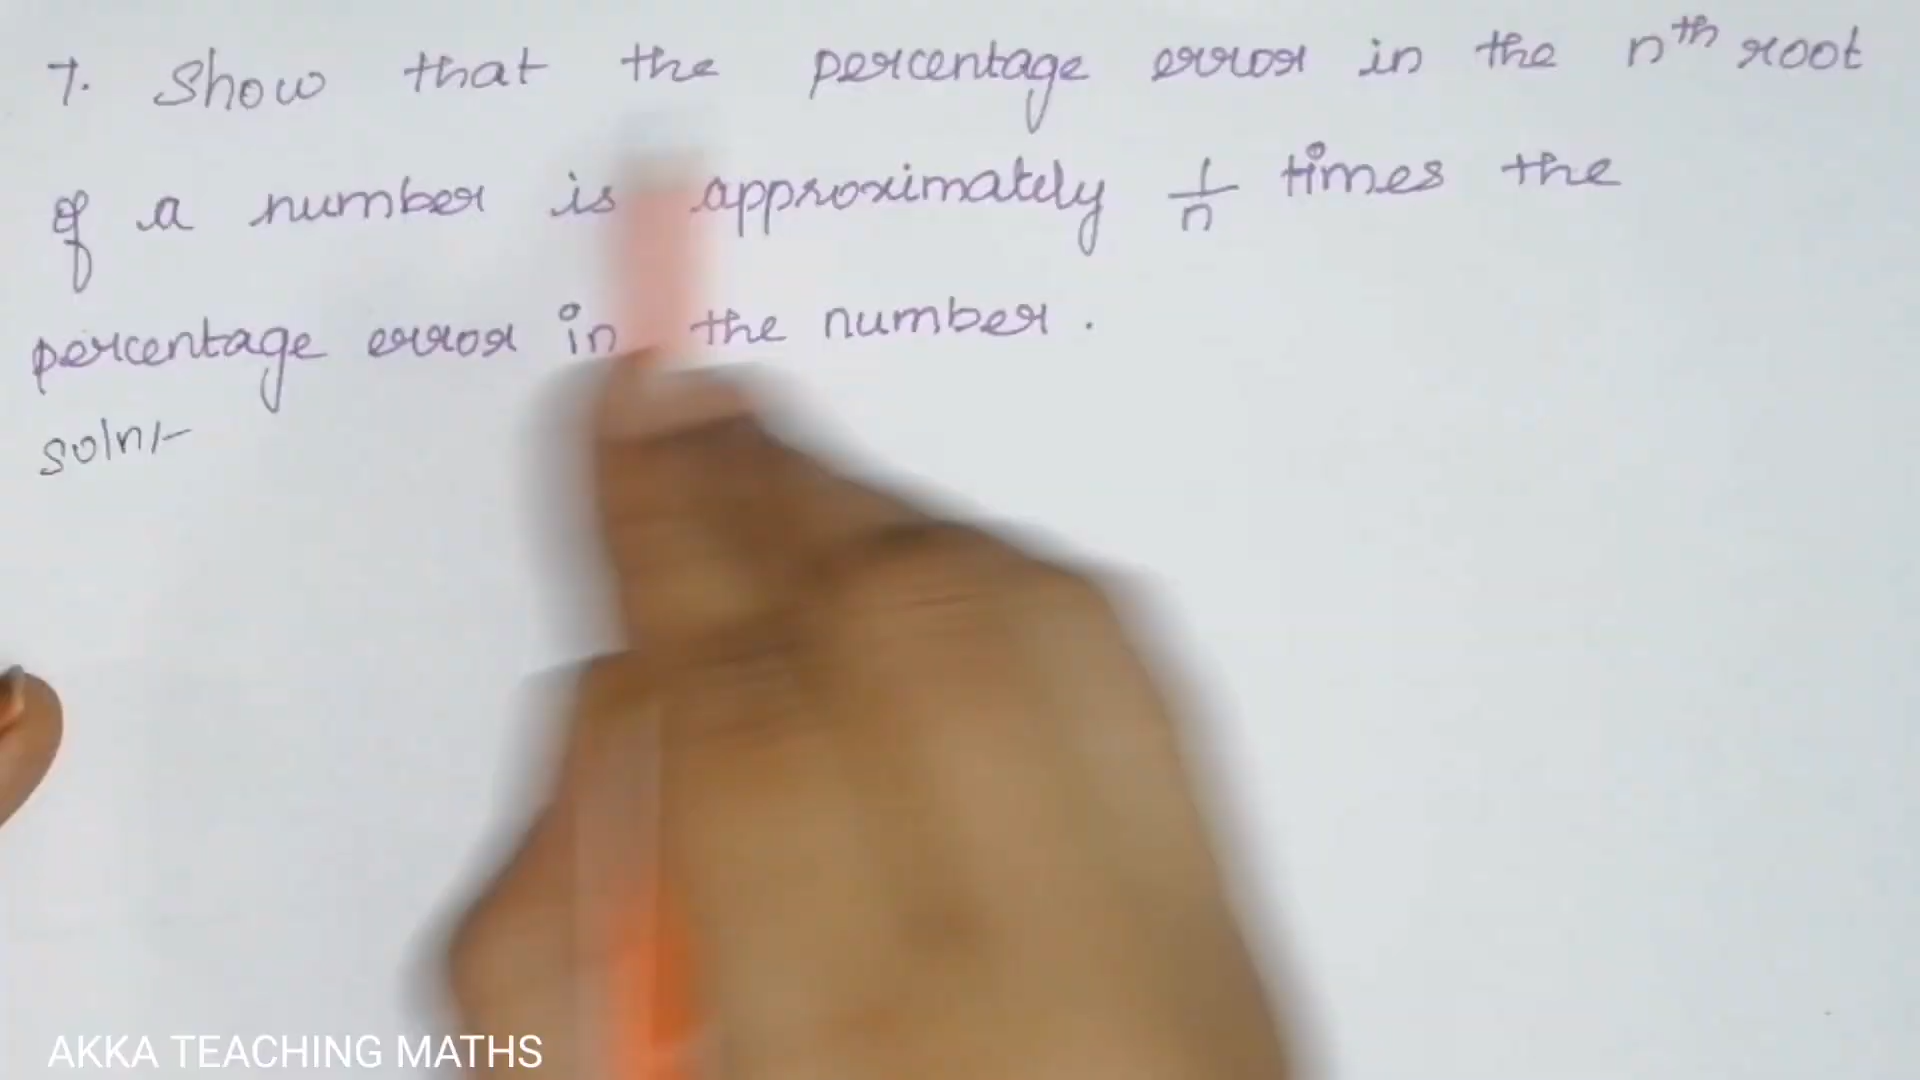 7. Show that the percentage error in the nth root
of a number is approximately 1/n times the
percentage error in the number.
Soln:-
AKKA TEACHING MATHS